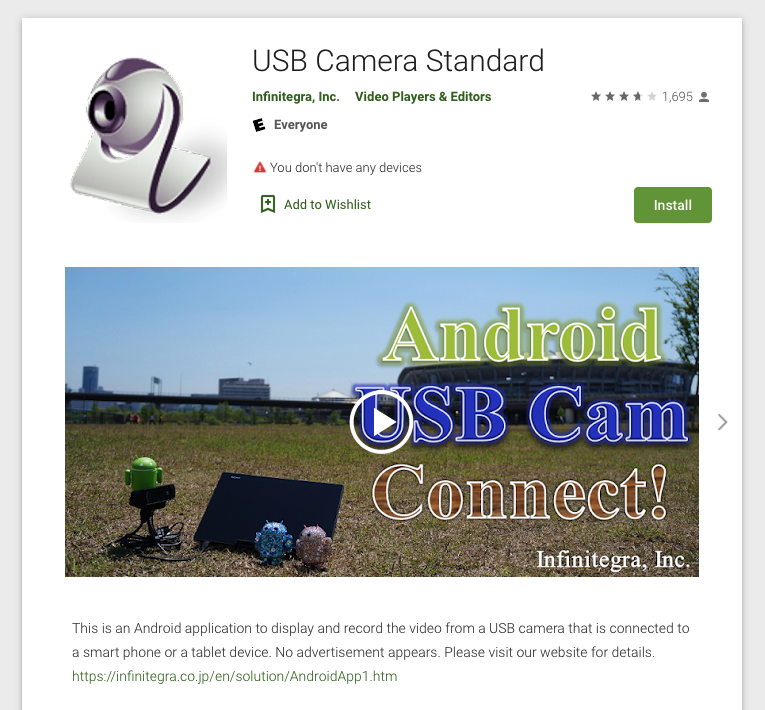 USB Camera Standard
Infinitegra, Inc. Video Players & Editors 1,695
E Everyone
You don't have any devices
Add to Wishlist Install
Android
USB Cam
Connect!
Infinitegra, Inc.
This is an Android application to display and record the video from a USB camera that is connected to
a smart phone or a tablet device. No advertisement appears. Please visit our website for details.
https://infinitegra.co.jp/en/solution/AndroidApp1.htm